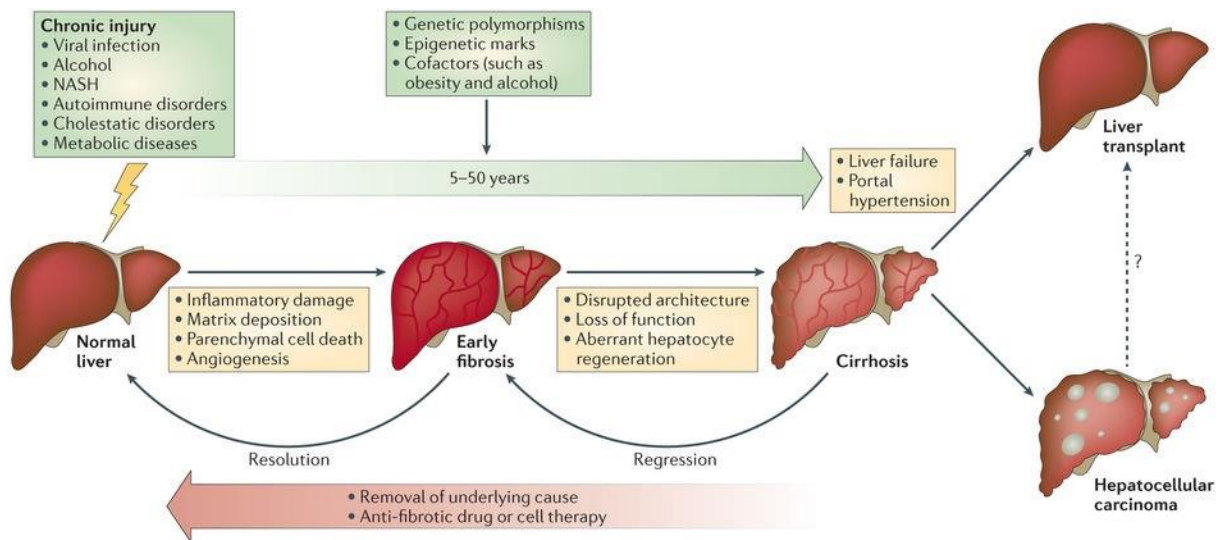 Chronic injury
• Viral infection
• Alcohol
• NASH
• Autoimmune disorders
• Cholestatic disorders
• Metabolic diseases
• Genetic polymorphisms
• Epigenetic marks
• Cofactors (such as
obesity and alcohol)
5–50 years
• Liver failure
• Portal
hypertension
Liver
transplant
Normal
liver
• Inflammatory damage
• Matrix deposition
• Parenchymal cell death
• Angiogenesis
Early
fibrosis
• Disrupted architecture
• Loss of function
• Aberrant hepatocyte
regeneration
Cirrhosis
?
Hepatocellular
carcinoma
Resolution
Regression
• Removal of underlying cause
• Anti-fibrotic drug or cell therapy